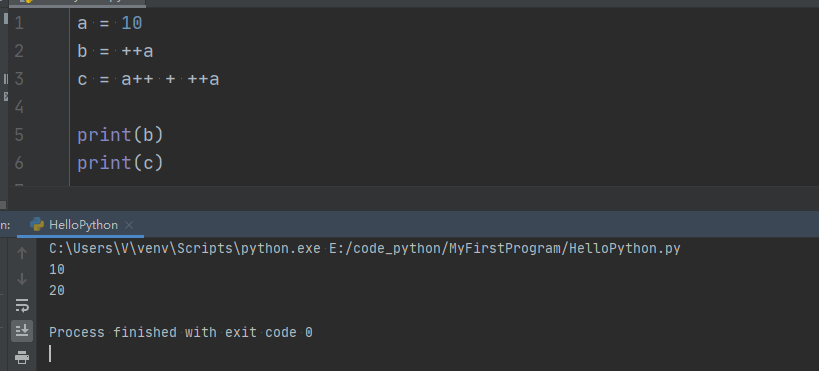 1 a = 10
2 b = ++a
3 c = a++ + ++a
4
5 print(b)
6 print(c)
n: HelloPython ×
C:\Users\V\venv\Scripts\python.exe E:/code_python/MyFirstProgram/HelloPython.py
10
20
Process finished with exit code 0